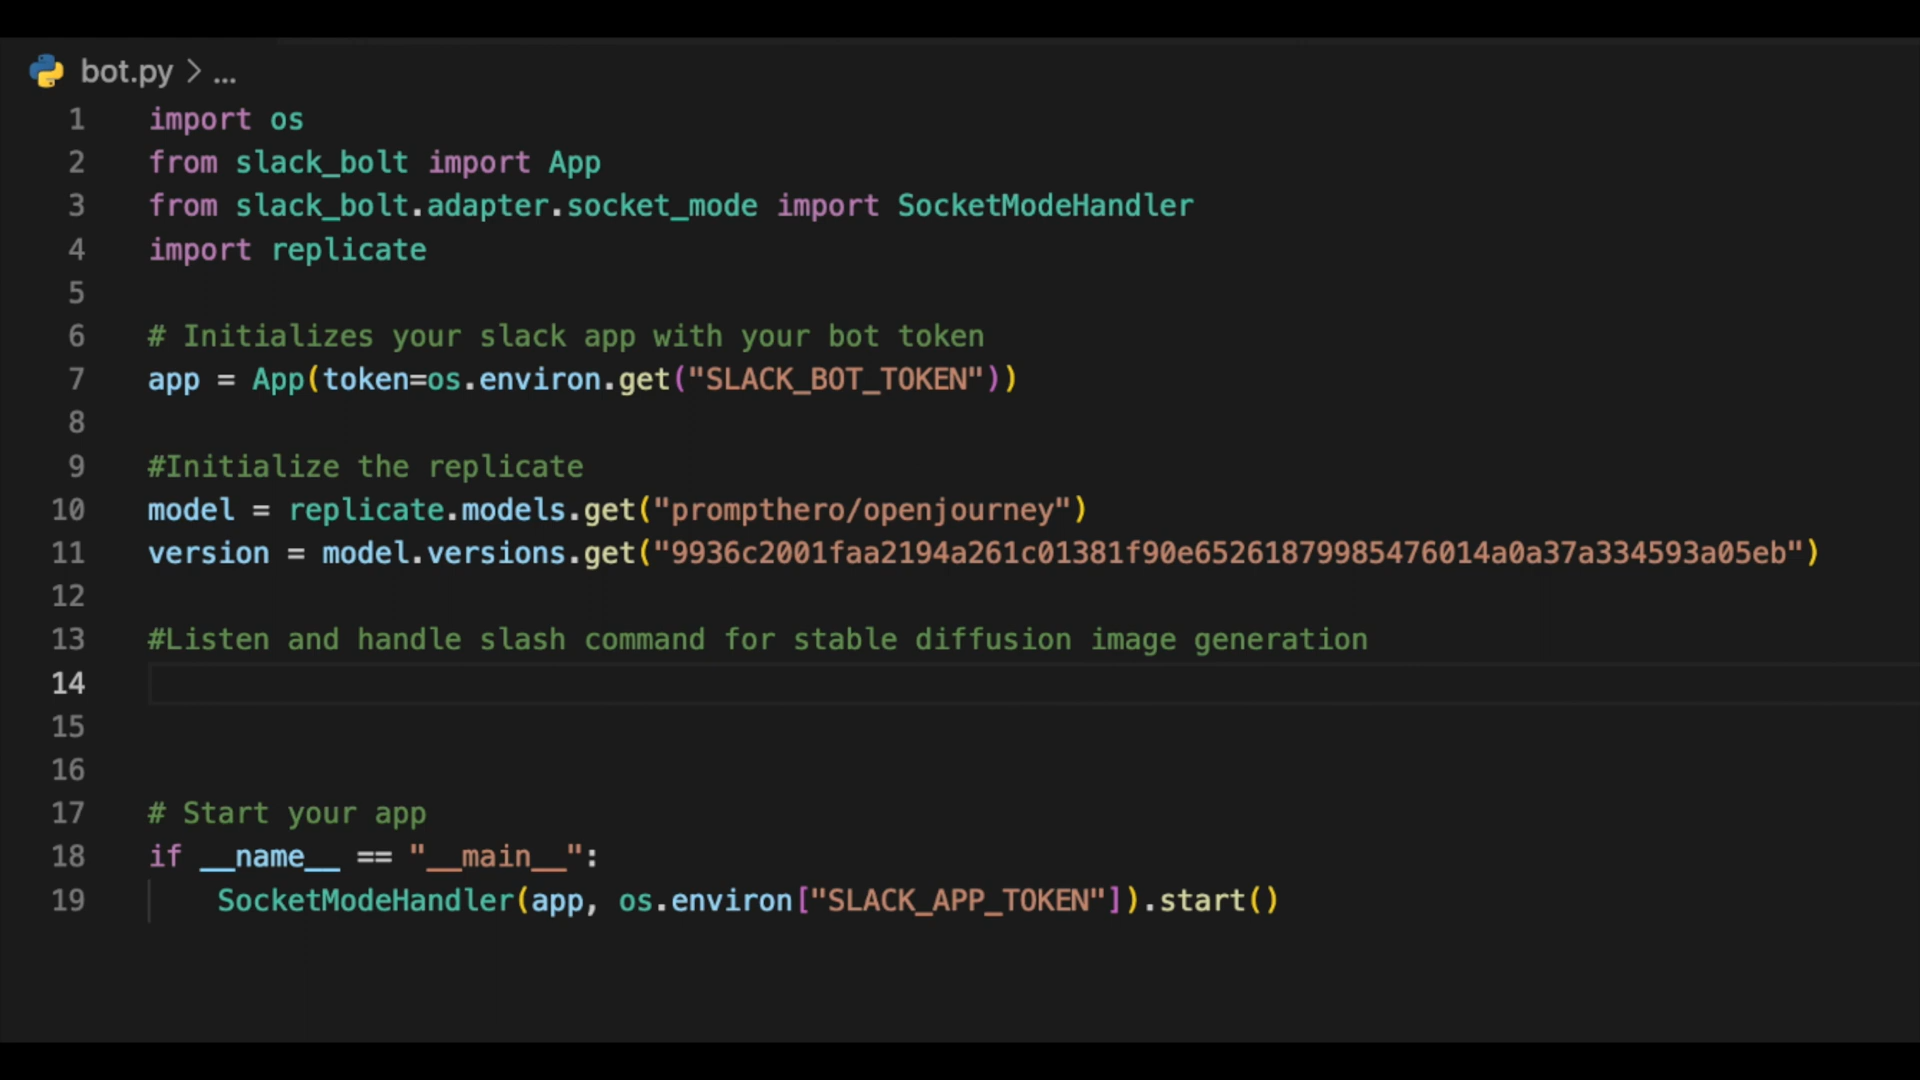 bot.py > ...
1 import os
2 from slack_bolt import App
3 from slack_bolt.adapter.socket_mode import SocketModeHandler
4 import replicate
5
6 # Initializes your slack app with your bot token
7 app = App(token=os.environ.get("SLACK_BOT_TOKEN"))
8
9 #Initialize the replicate
10 model = replicate.models.get("prompthero/openjourney")
11 version = model.versions.get("9936c2001faa2194a261c01381f90e65261879985476014a0a37a334593a05eb")
12
13 #Listen and handle slash command for stable diffusion image generation
14
15
16
17 # Start your app
18 if __name__ == "__main__":
19     SocketModeHandler(app, os.environ["SLACK_APP_TOKEN"]).start()